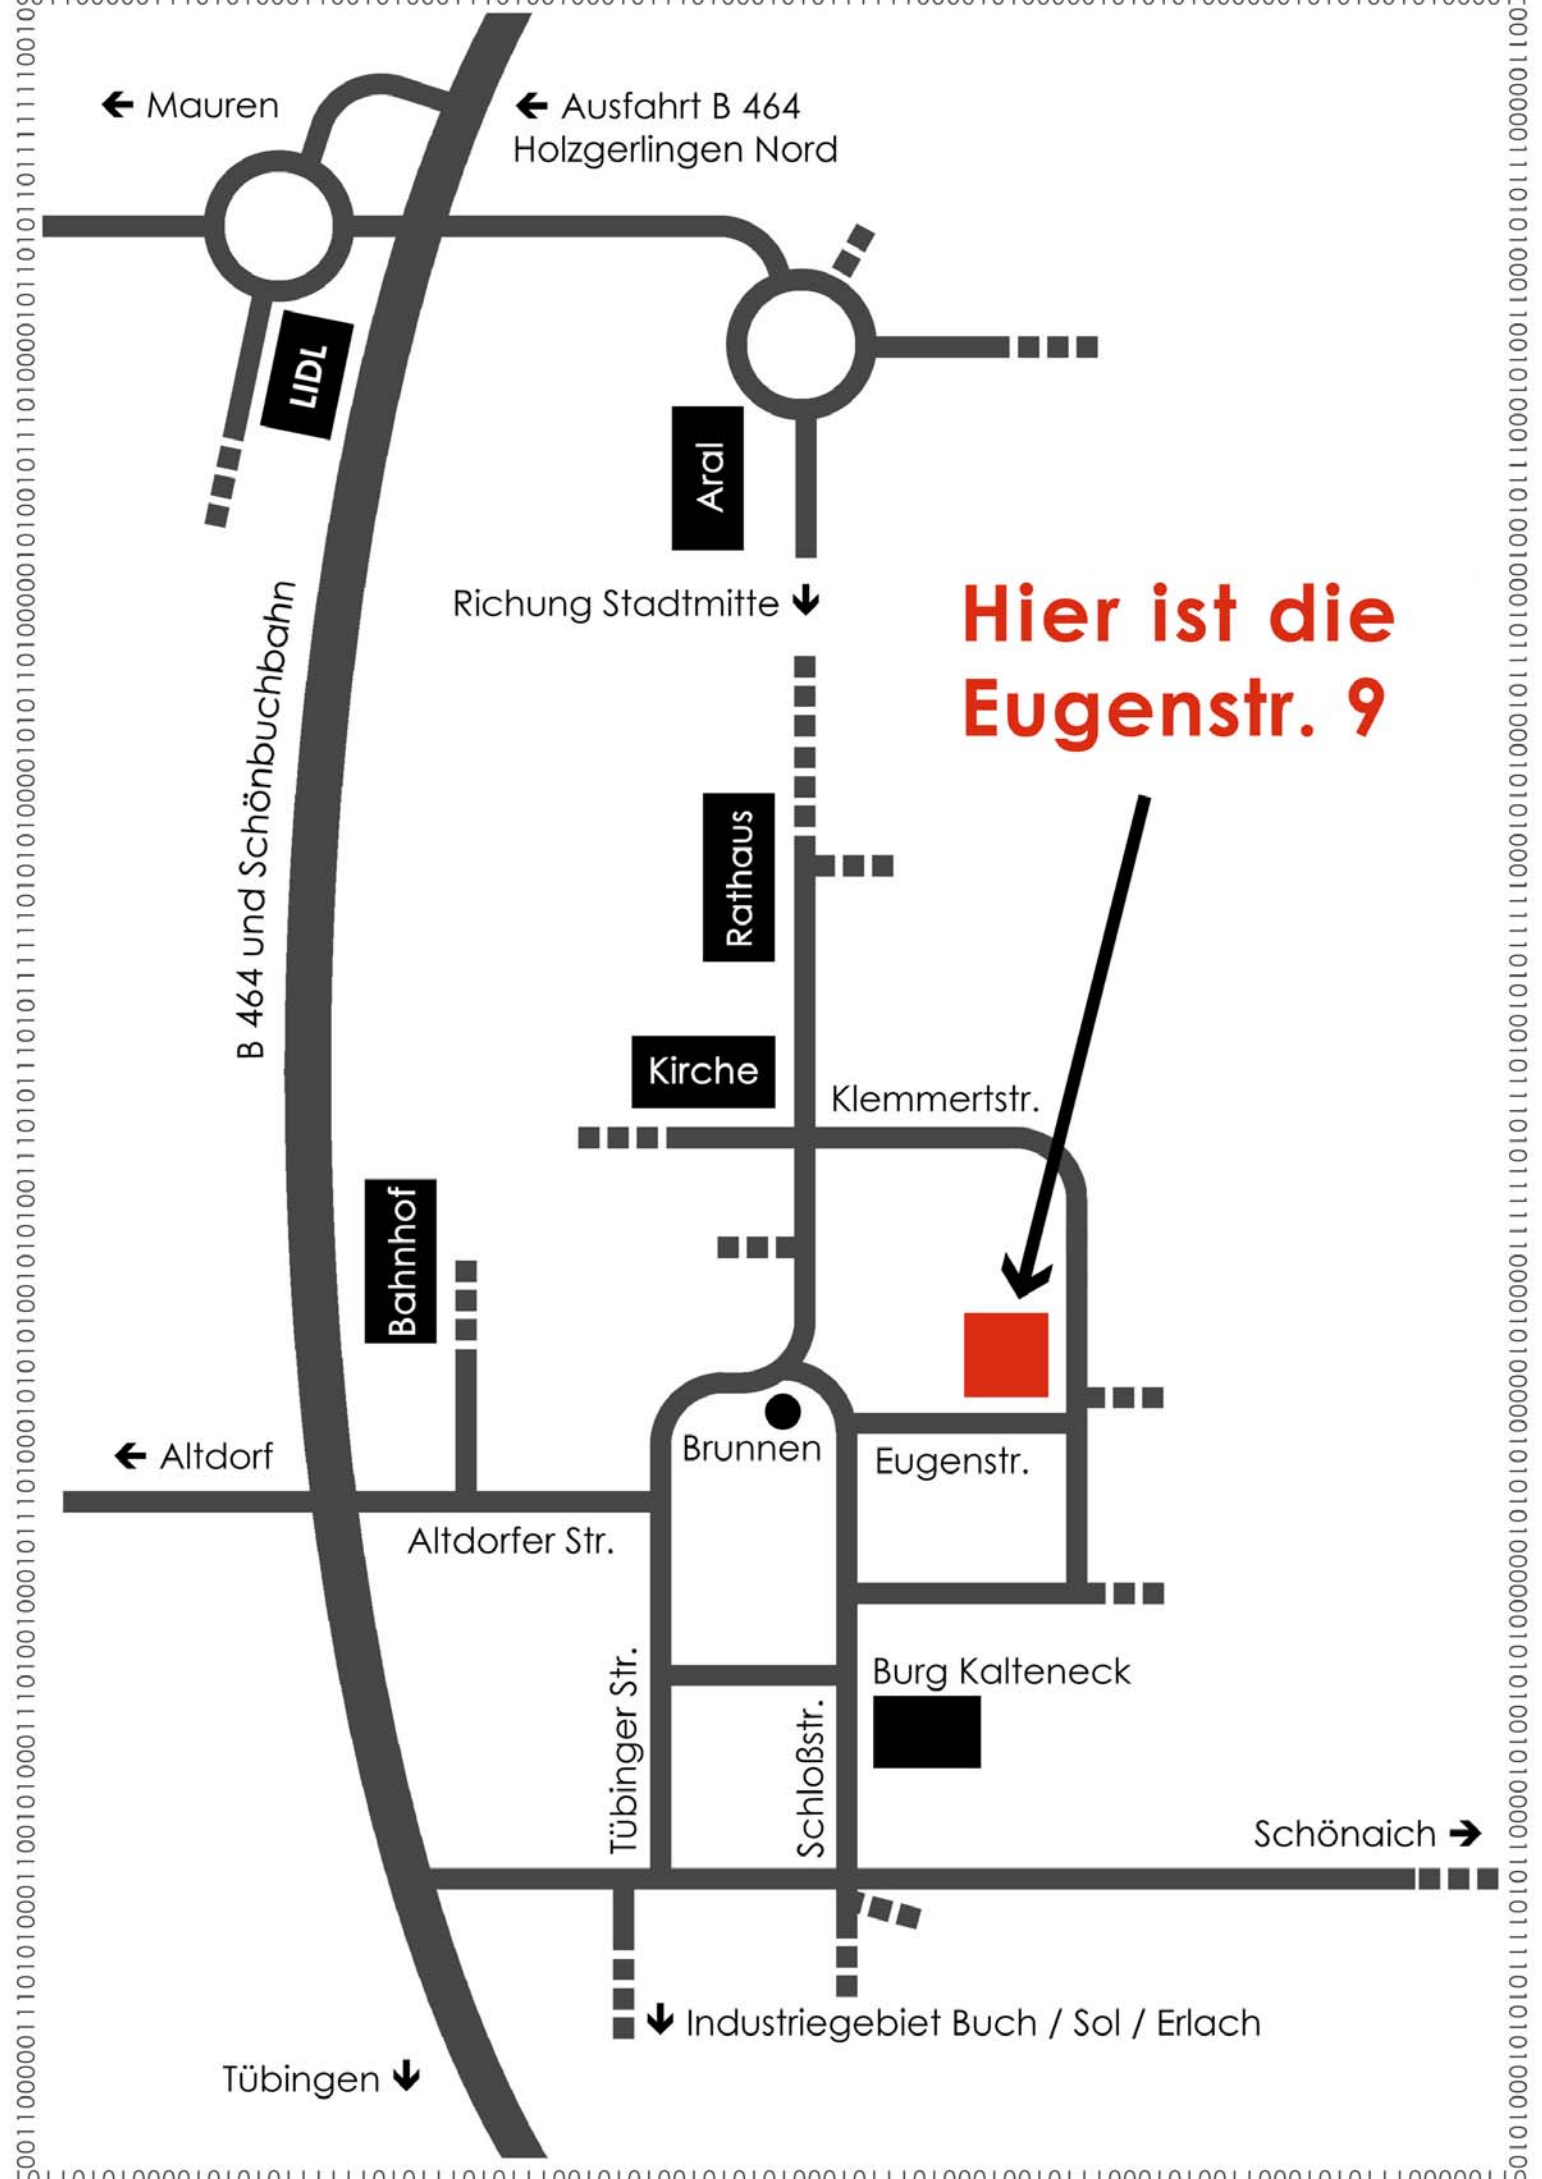 ← Mauren
← Ausfahrt B 464
Holzgerlingen Nord
LIDL
Aral
Richung Stadtmitte ↓
Hier ist die
Eugenstr. 9
B 464 und Schönbuchbahn
Rathaus
Kirche
Klemmertstr.
Bahnhof
Brunnen
← Altdorf
Eugenstr.
Altdorfer Str.
Tübinger Str.
Schloßstr.
Burg Kalteneck
Schönaich →
↓ Industriegebiet Buch / Sol / Erlach
Tübingen ↓